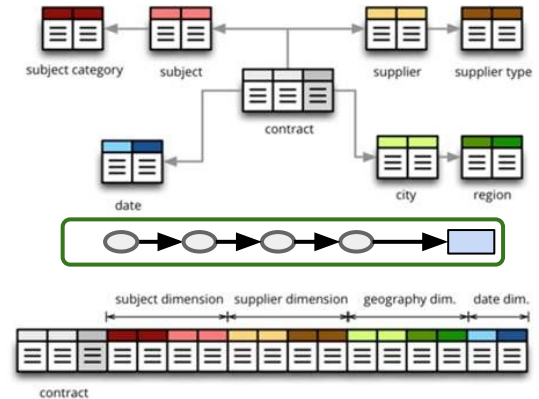 subject category
subject
supplier
supplier type
contract
date
city
region
subject dimension
supplier dimension
geography dim.
date dim.
contract